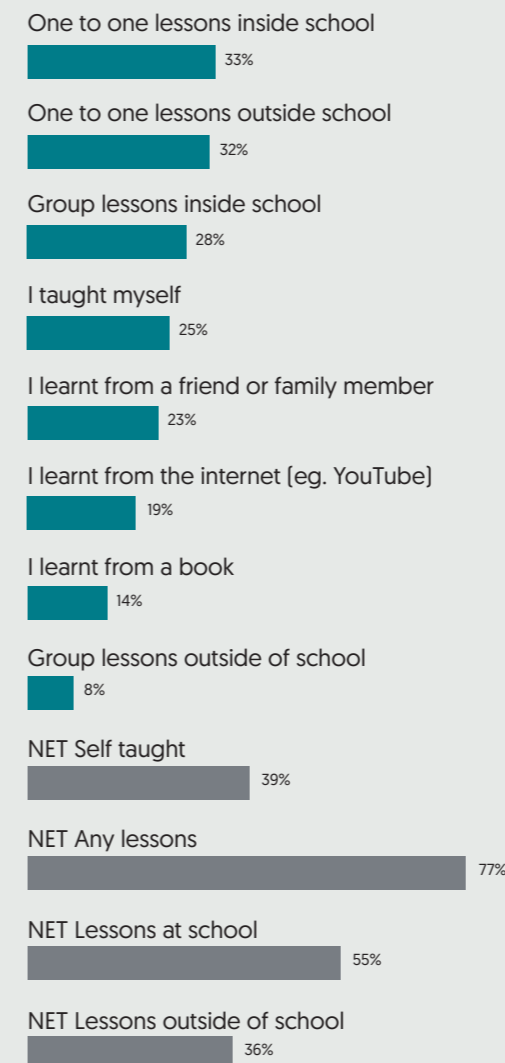 One to one lessons inside school
33%
One to one lessons outside school
32%
Group lessons inside school
28%
I taught myself
25%
I learnt from a friend or family member
23%
I learnt from the internet (eg. YouTube)
19%
I learnt from a book
14%
Group lessons outside of school
8%
NET Self taught
39%
NET Any lessons
77%
NET Lessons at school
55%
NET Lessons outside of school
36%